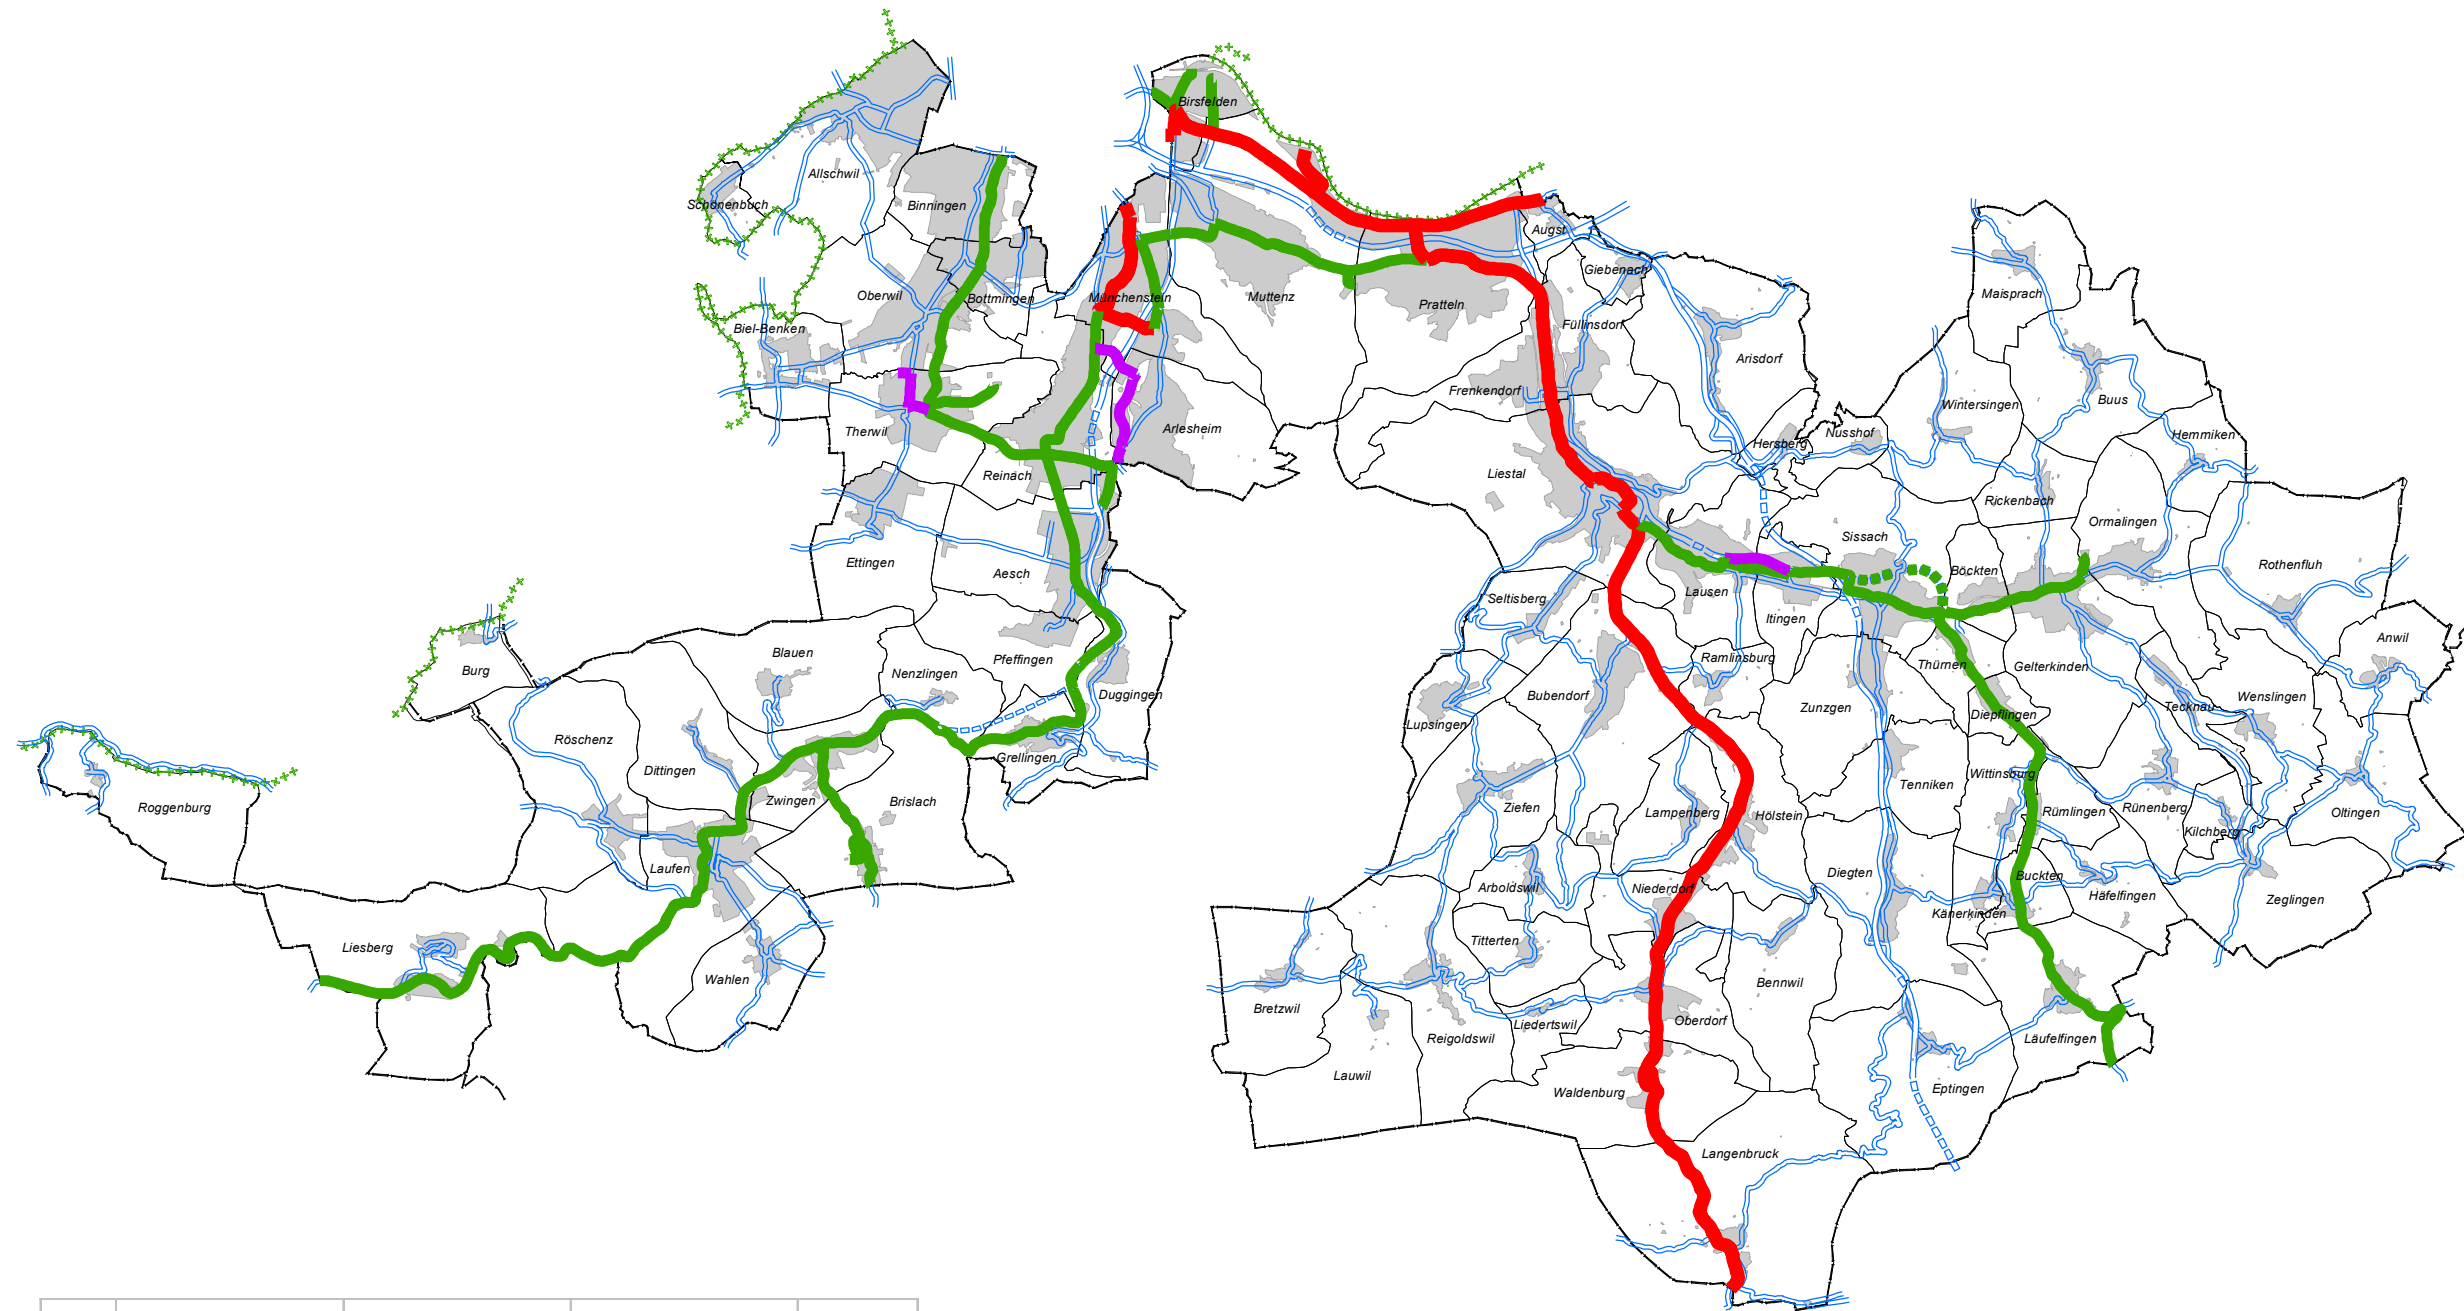 Birsfelden
Allschwil
Schönenbuch
Binningen
Augst
Giebenach
Oberwil
Bottmingen
Münchenstein
Muttenz
Pratteln
Maisprach
Biel-Benken
Füllinsdorf
Arisdorf
Frenkendorf
Buus
Wintersingen
Therwil
Arlesheim
Nusshof
Hemmiken
Hersberg
Reinach
Liestal
Rickenbach
Ormalingen
Sissach
Ettingen
Aesch
Böckten
Rothenfluh
Seltisberg
Lausen
Itingen
Anwil
Blauen
Pfeffingen
Ramlinsburg
Thürnen
Gelterkinden
Burg
Nenzlingen
Duggingen
Bubendorf
Wenslingen
Zunzgen
Tecknau
Diepflingen
Lupsingen
Röschenz
Grellingen
Dittingen
Wittinsburg
Tenniken
Zwingen
Brislach
Roggenburg
Ziefen
Lampenberg
Hölstein
Rümlingen
Rünenberg
Oltingen
Kilchberg
Laufen
Diegten
Buckten
Arboldswil
Niederdorf
Häfelfingen
Zeglingen
Känerkinden
Liesberg
Titterten
Wahlen
Bennwil
Bretzwil
Oberdorf
Liedertswil
Reigoldswil
Läufelfingen
Lauwil
Waldenburg
Eptingen
Langenbruck